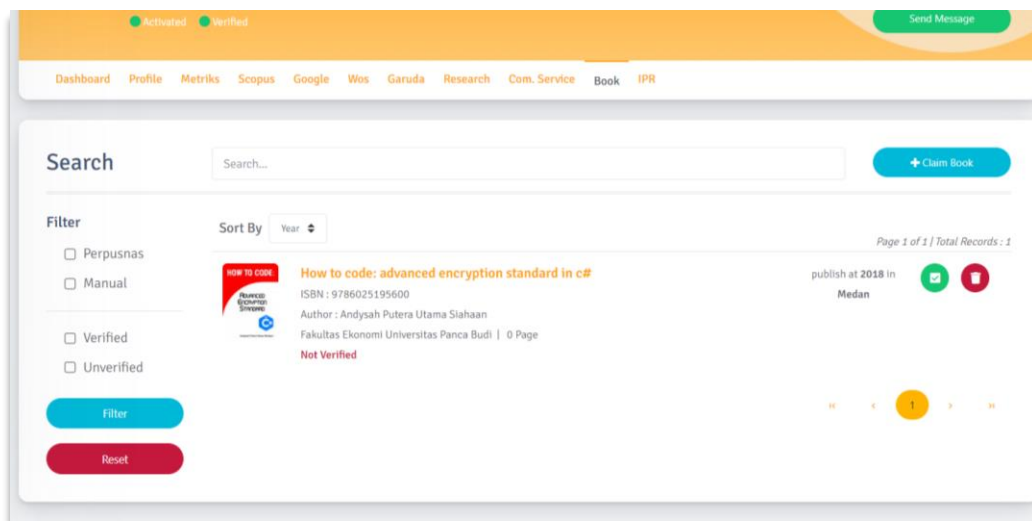 Activated Verified Send Message
Dashboard Profile Metriks Scopus Google Wos Garuda Research Com. Service Book IPR
Search Search... + Claim Book
Filter
Sort By Year
Page 1 of 1 | Total Records : 1
Perpusnas
Manual
Verified
Unverified
Filter
Reset
HOW TO CODE:
ADVANCED
ENCRYPTION
STANDARD
How to code: advanced encryption standard in c#
ISBN : 9786025195600
Author : Andysah Putera Utama Siahaan
Fakultas Ekonomi Universitas Panca Budi | 0 Page
Not Verified
publish at 2018 in
Medan
« ‹ 1 › »